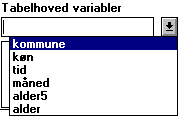 Tabelhoved variabler
kommune
køn
tid
måned
alder5
alder